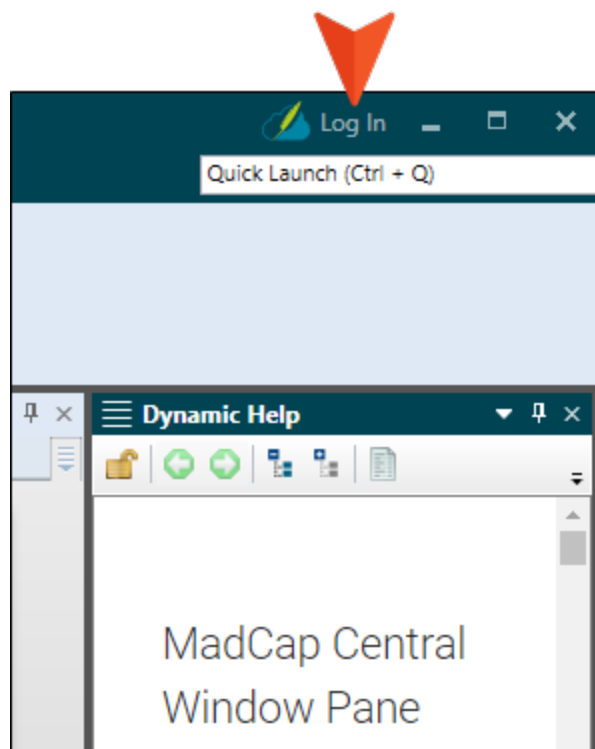 Log In
Quick Launch (Ctrl + Q)
Dynamic Help
MadCap Central
Window Pane